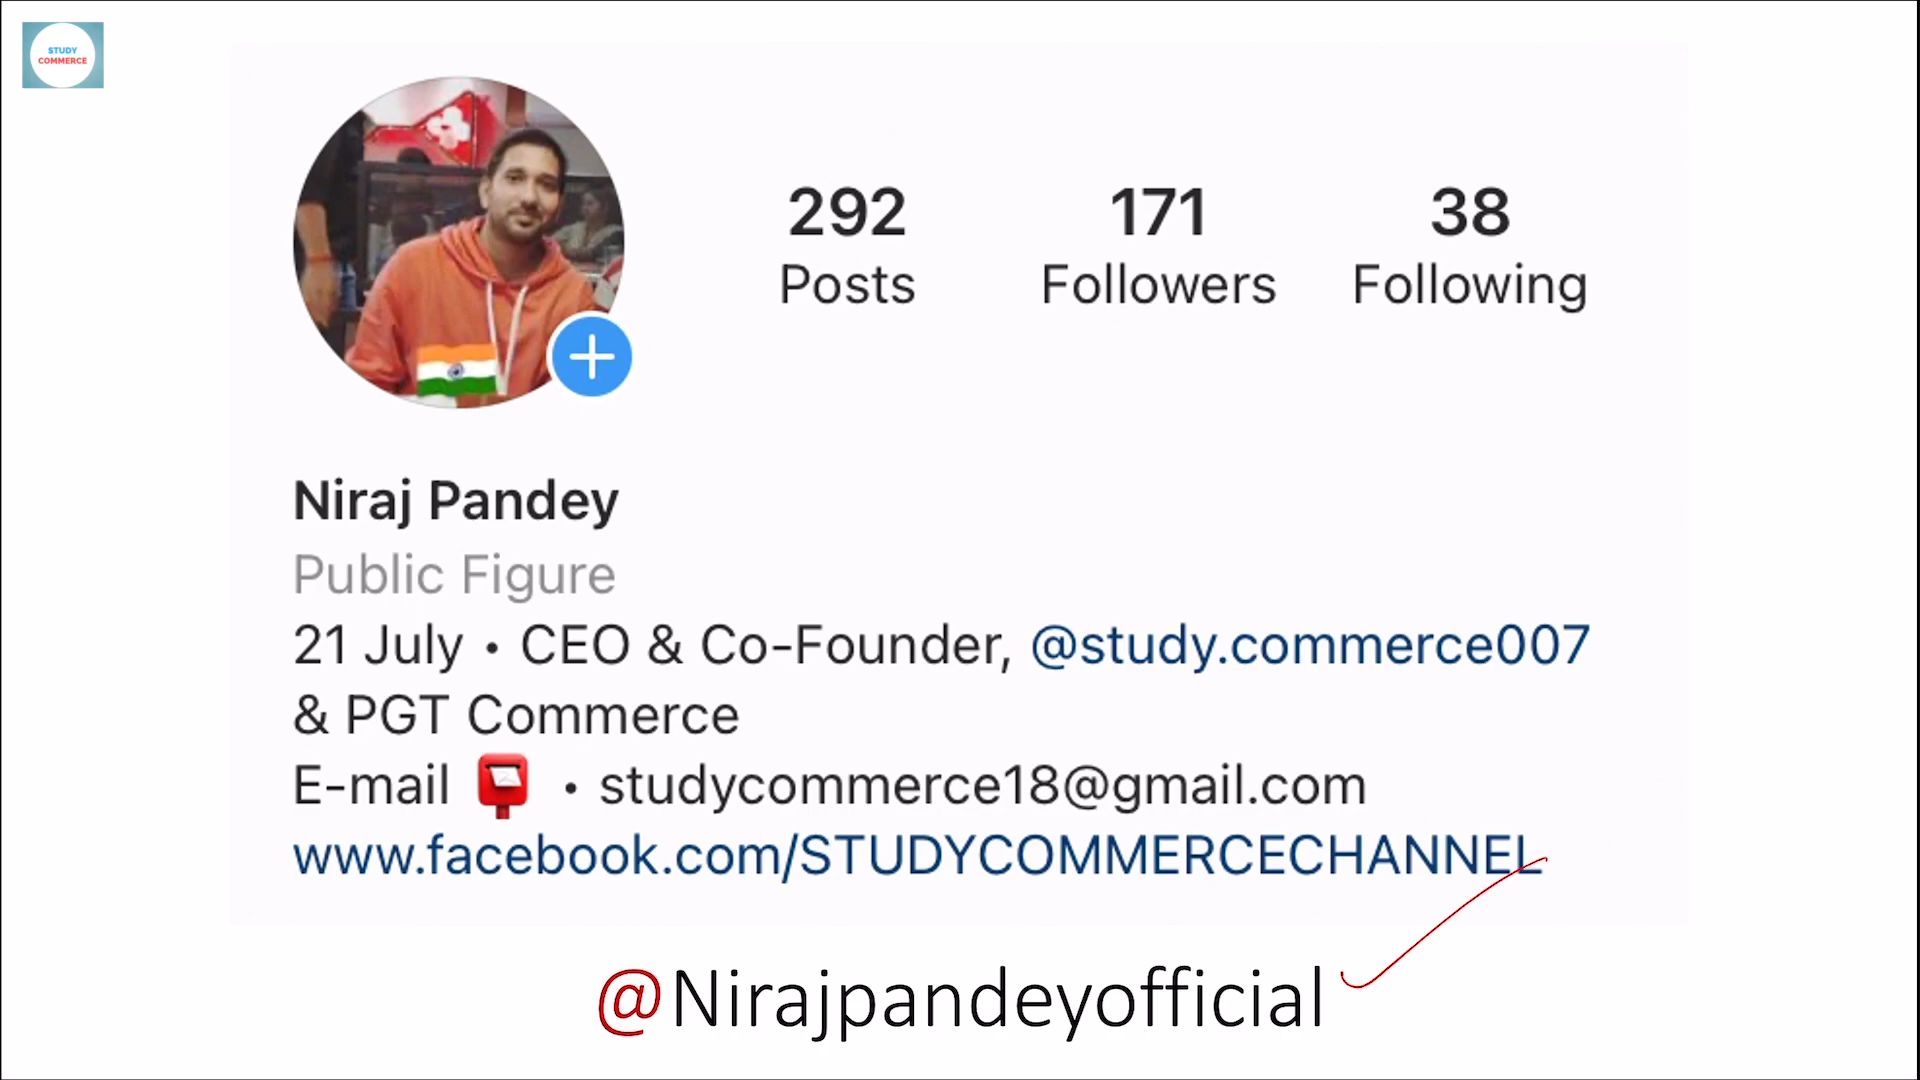 STUDY
COMMERCE
292 171 38
Posts Followers Following
Niraj Pandey
Public Figure
21 July • CEO & Co-Founder, @study.commerce007
& PGT Commerce
E-mail 📮 • studycommerce18@gmail.com
www.facebook.com/STUDYCOMMERCECHANNEL
@Nirajpandeyofficial